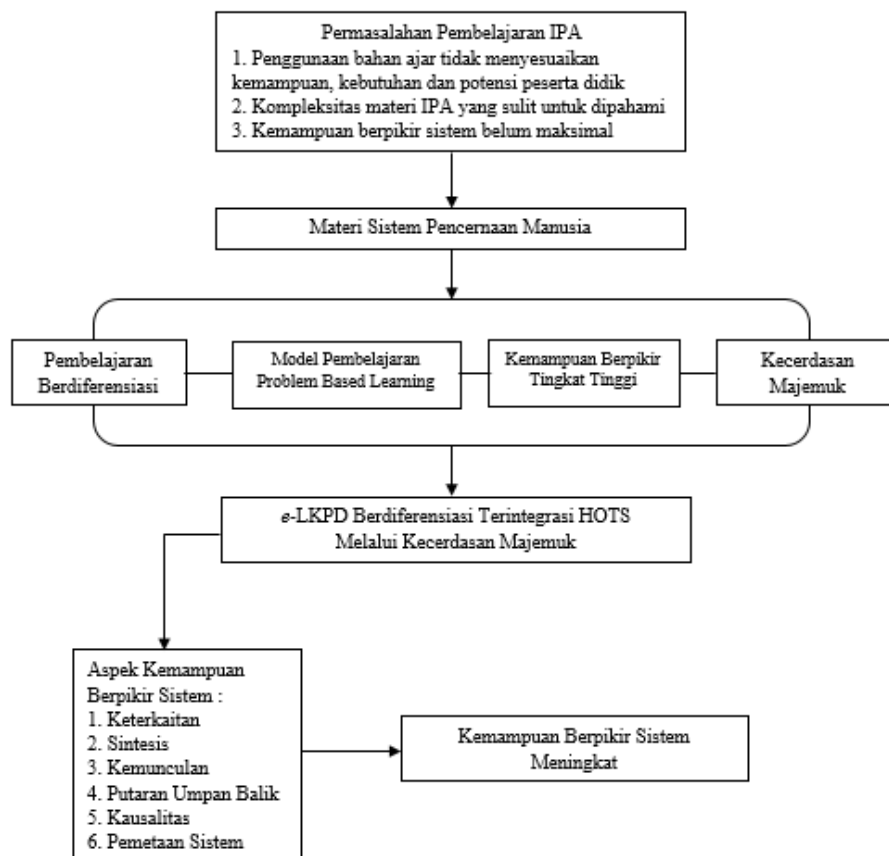 Permasalahan Pembelajaran IPA
1. Penggunaan bahan ajar tidak menyesuaikan
kemampuan, kebutuhan dan potensi peserta didik
2. Kompleksitas materi IPA yang sulit untuk dipahami
3. Kemampuan berpikir sistem belum maksimal
Materi Sistem Pencernaan Manusia
Pembelajaran
Berdiferensiasi
Model Pembelajaran
Problem Based Learning
Kemampuan Berpikir
Tingkat Tinggi
Kecerdasan
Majemuk
e-LKPD Berdiferensiasi Terintegrasi HOTS
Melalui Kecerdasan Majemuk
Aspek Kemampuan
Berpikir Sistem :
1. Keterkaitan
2. Sintesis
3. Kemunculan
4. Putaran Umpan Balik
5. Kausalitas
6. Pemetaan Sistem
Kemampuan Berpikir Sistem
Meningkat